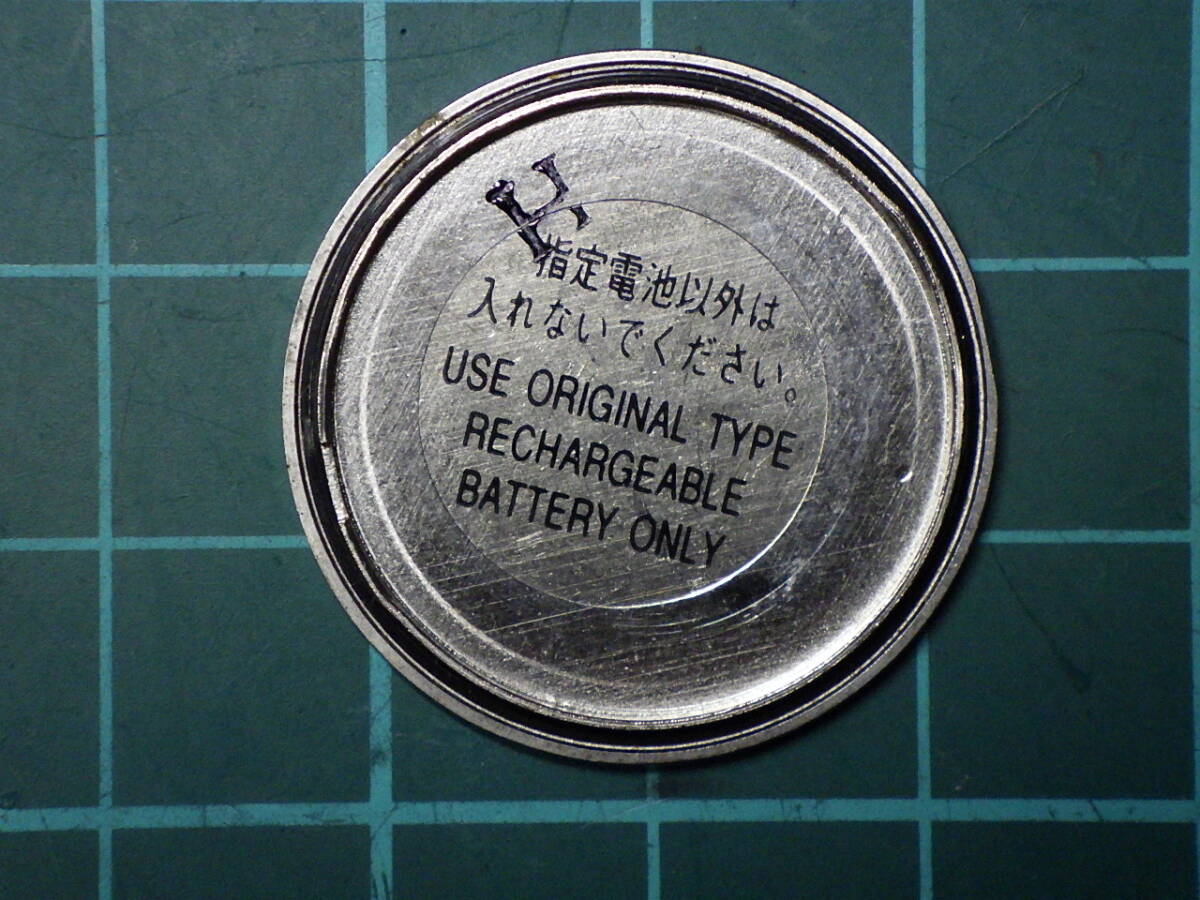 指定電池以外は
入れないでください。
USE ORIGINAL TYPE
RECHARGEABLE
BATTERY ONLY